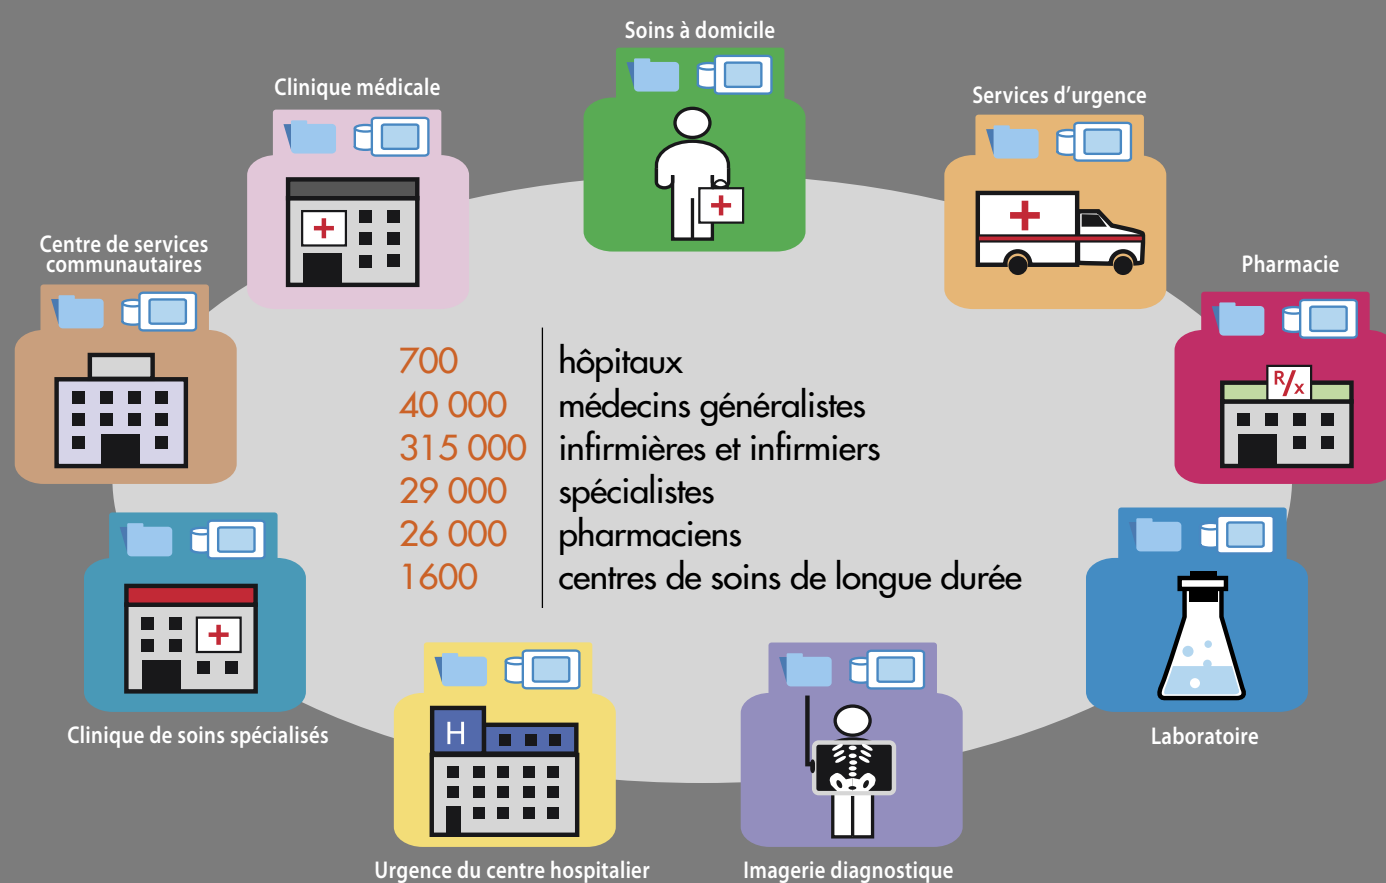 Soins à domicile
Clinique médicale
Services d'urgence
Centre de services
communautaires
Pharmacie
R/x
700 hôpitaux
40 000 médecins généralistes
315 000 infirmières et infirmiers
29 000 spécialistes
26 000 pharmaciens
1600 centres de soins de longue durée
Clinique de soins spécialisés
H
Laboratoire
Urgence du centre hospitalier
Imagerie diagnostique